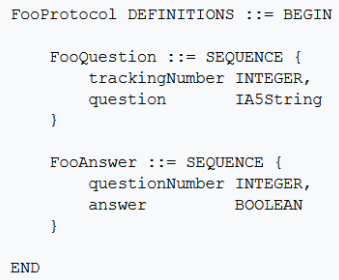 FooProtocol DEFINITIONS ::= BEGIN
FooQuestion ::= SEQUENCE {
trackingNumber INTEGER,
question IA5String
}
FooAnswer ::= SEQUENCE {
questionNumber INTEGER,
answer BOOLEAN
}
END